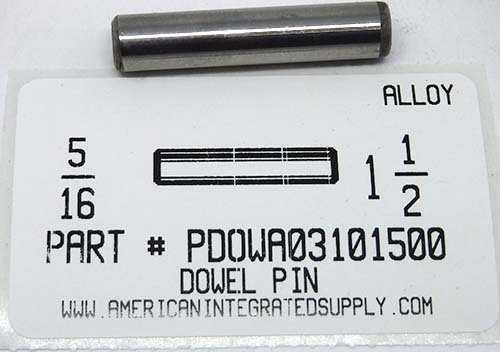 ALLOY
5/16 1 1/2
PART # PDOWA03101500
DOWEL PIN
WWW.AMERICANINTEGRATEDSUPPLY.COM